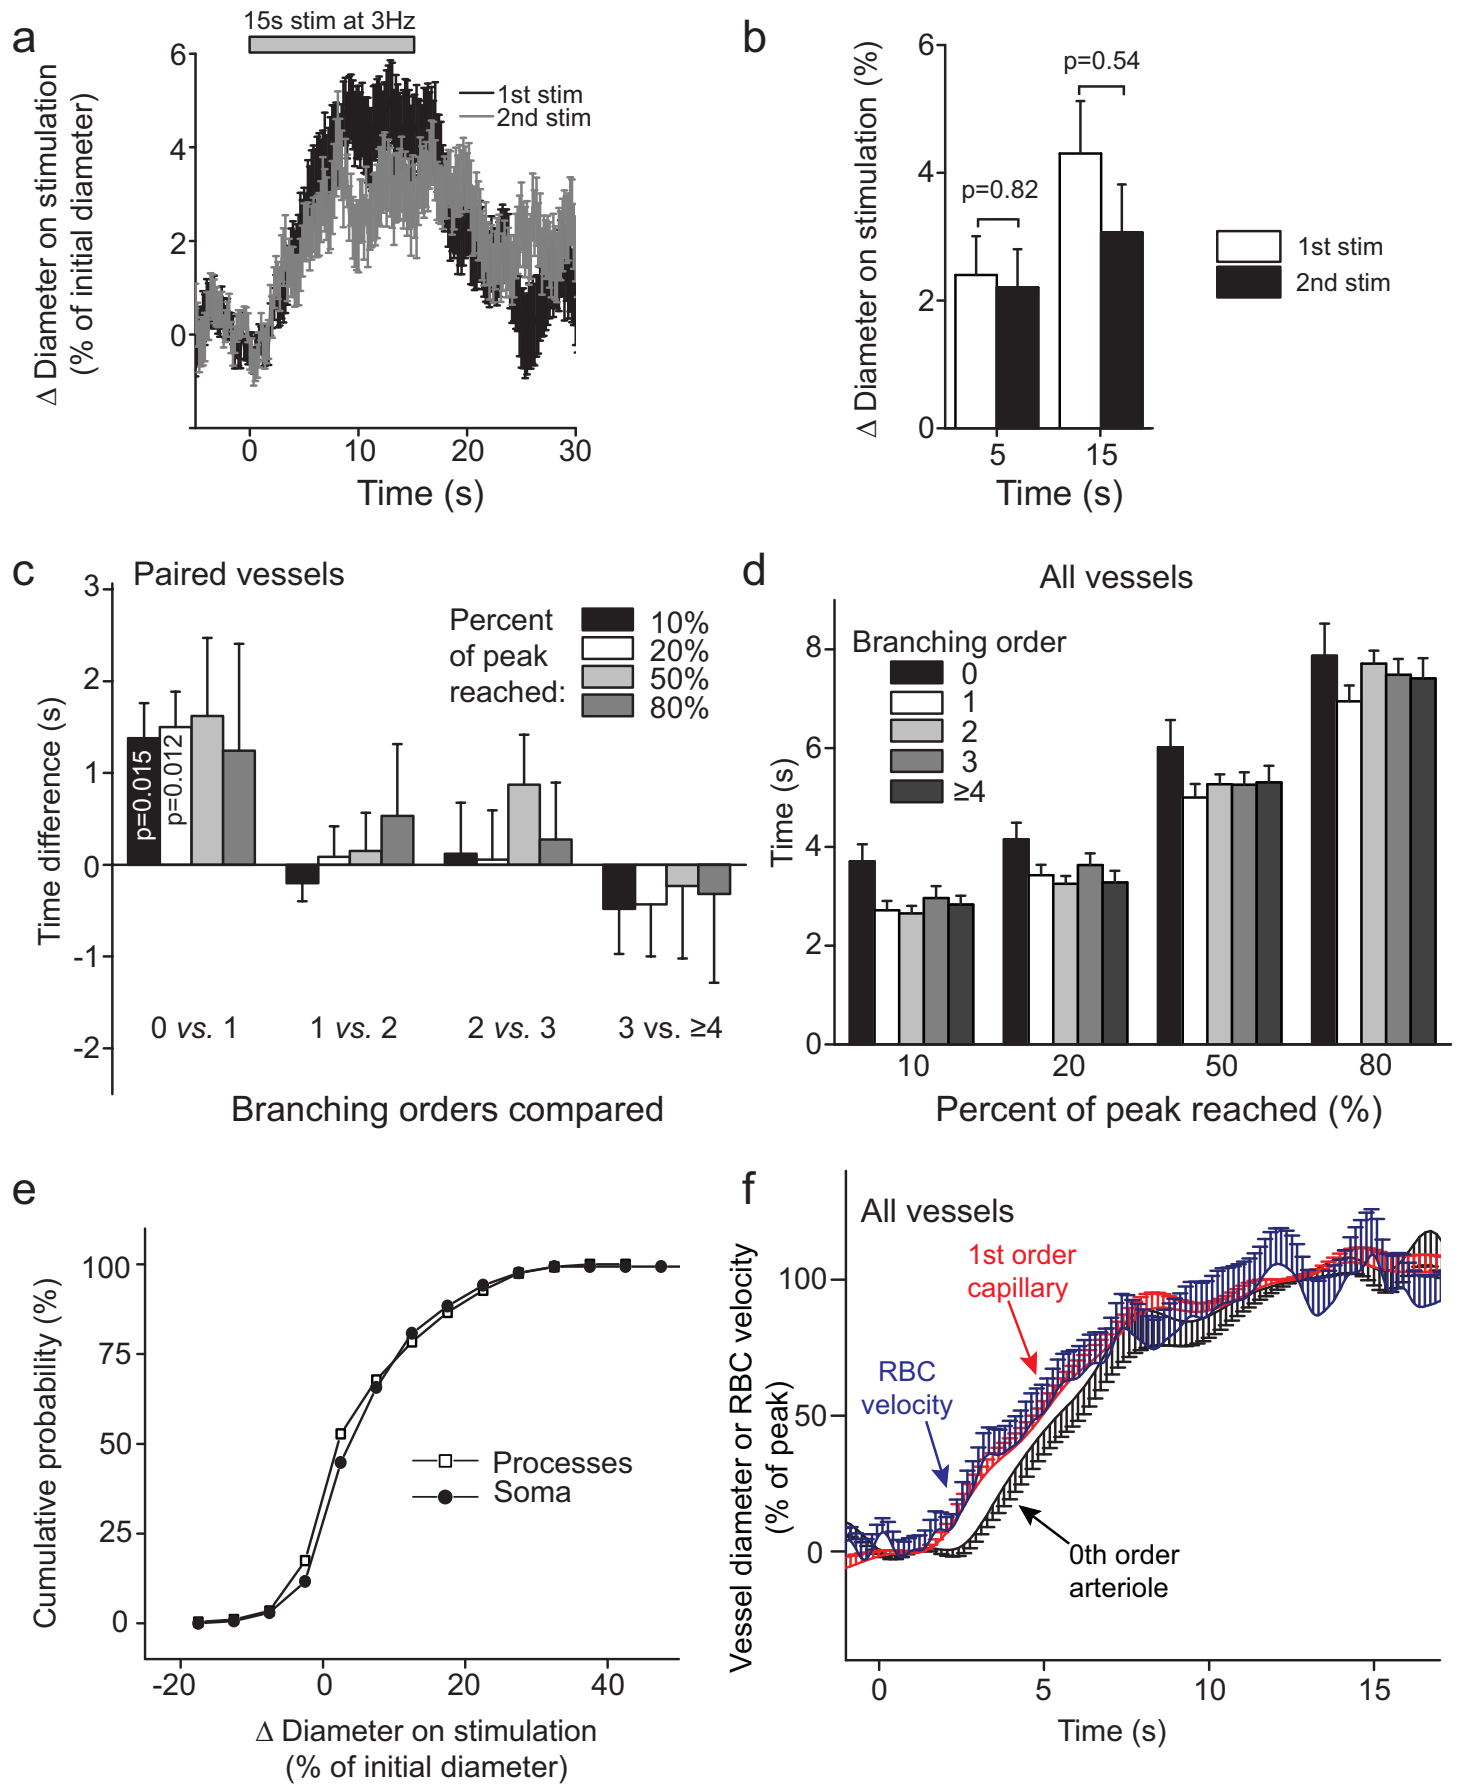 a
15s stim at 3Hz
Δ Diameter on stimulation
(% of initial diameter)
6
4
2
0
1st stim
2nd stim
0
10
20
30
Time (s)
b
Δ Diameter on stimulation (%)
6
4
2
0
p=0.82
p=0.54
1st stim
2nd stim
5
15
Time (s)
c
Paired vessels
Time difference (s)
3
2
1
0
-1
-2
Percent
of peak
reached:
10%
20%
50%
80%
p=0.015
p=0.012
0 vs. 1
1 vs. 2
2 vs. 3
3 vs. ≥4
Branching orders compared
d
All vessels
Time (s)
8
6
4
2
0
Branching order
0
1
2
3
≥4
10
20
50
80
Percent of peak reached (%)
e
Cumulative probability (%)
100
75
50
25
0
Processes
Soma
-20
0
20
40
Δ Diameter on stimulation
(% of initial diameter)
f
All vessels
Vessel diameter or RBC velocity
(% of peak)
100
50
0
1st order
capillary
RBC
velocity
0th order
arteriole
0
5
10
15
Time (s)